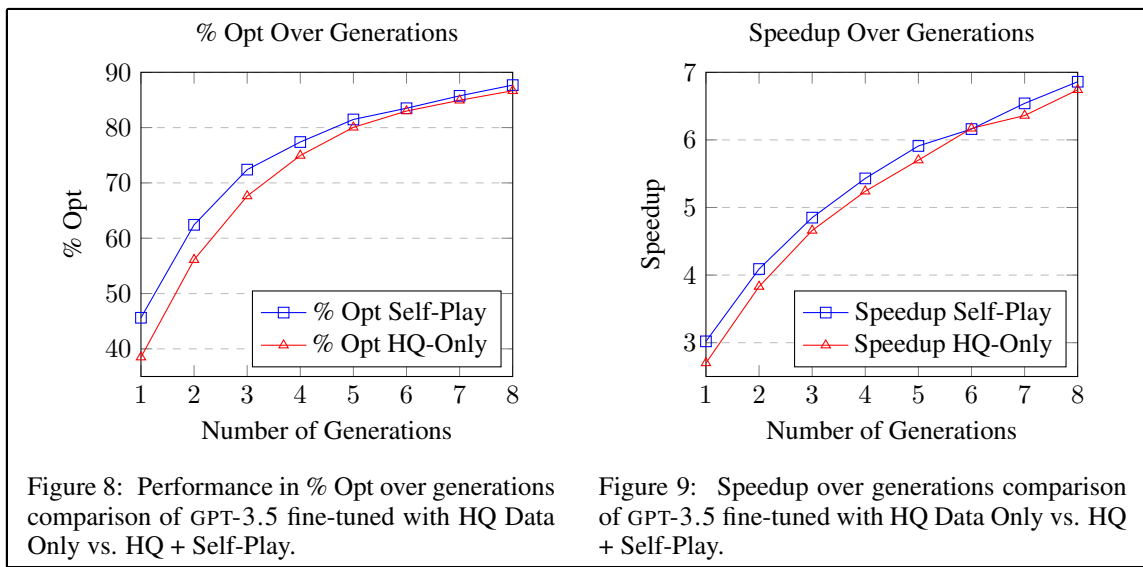 % Opt Over Generations
90
80
70
60
50
40
% Opt
% Opt Self-Play
% Opt HQ-Only
1 2 3 4 5 6 7 8
Number of Generations
Figure 8: Performance in % Opt over generations
comparison of GPT-3.5 fine-tuned with HQ Data
Only vs. HQ + Self-Play.
Speedup Over Generations
7
6
5
4
3
Speedup
Speedup Self-Play
Speedup HQ-Only
1 2 3 4 5 6 7 8
Number of Generations
Figure 9: Speedup over generations comparison
of GPT-3.5 fine-tuned with HQ Data Only vs. HQ
+ Self-Play.